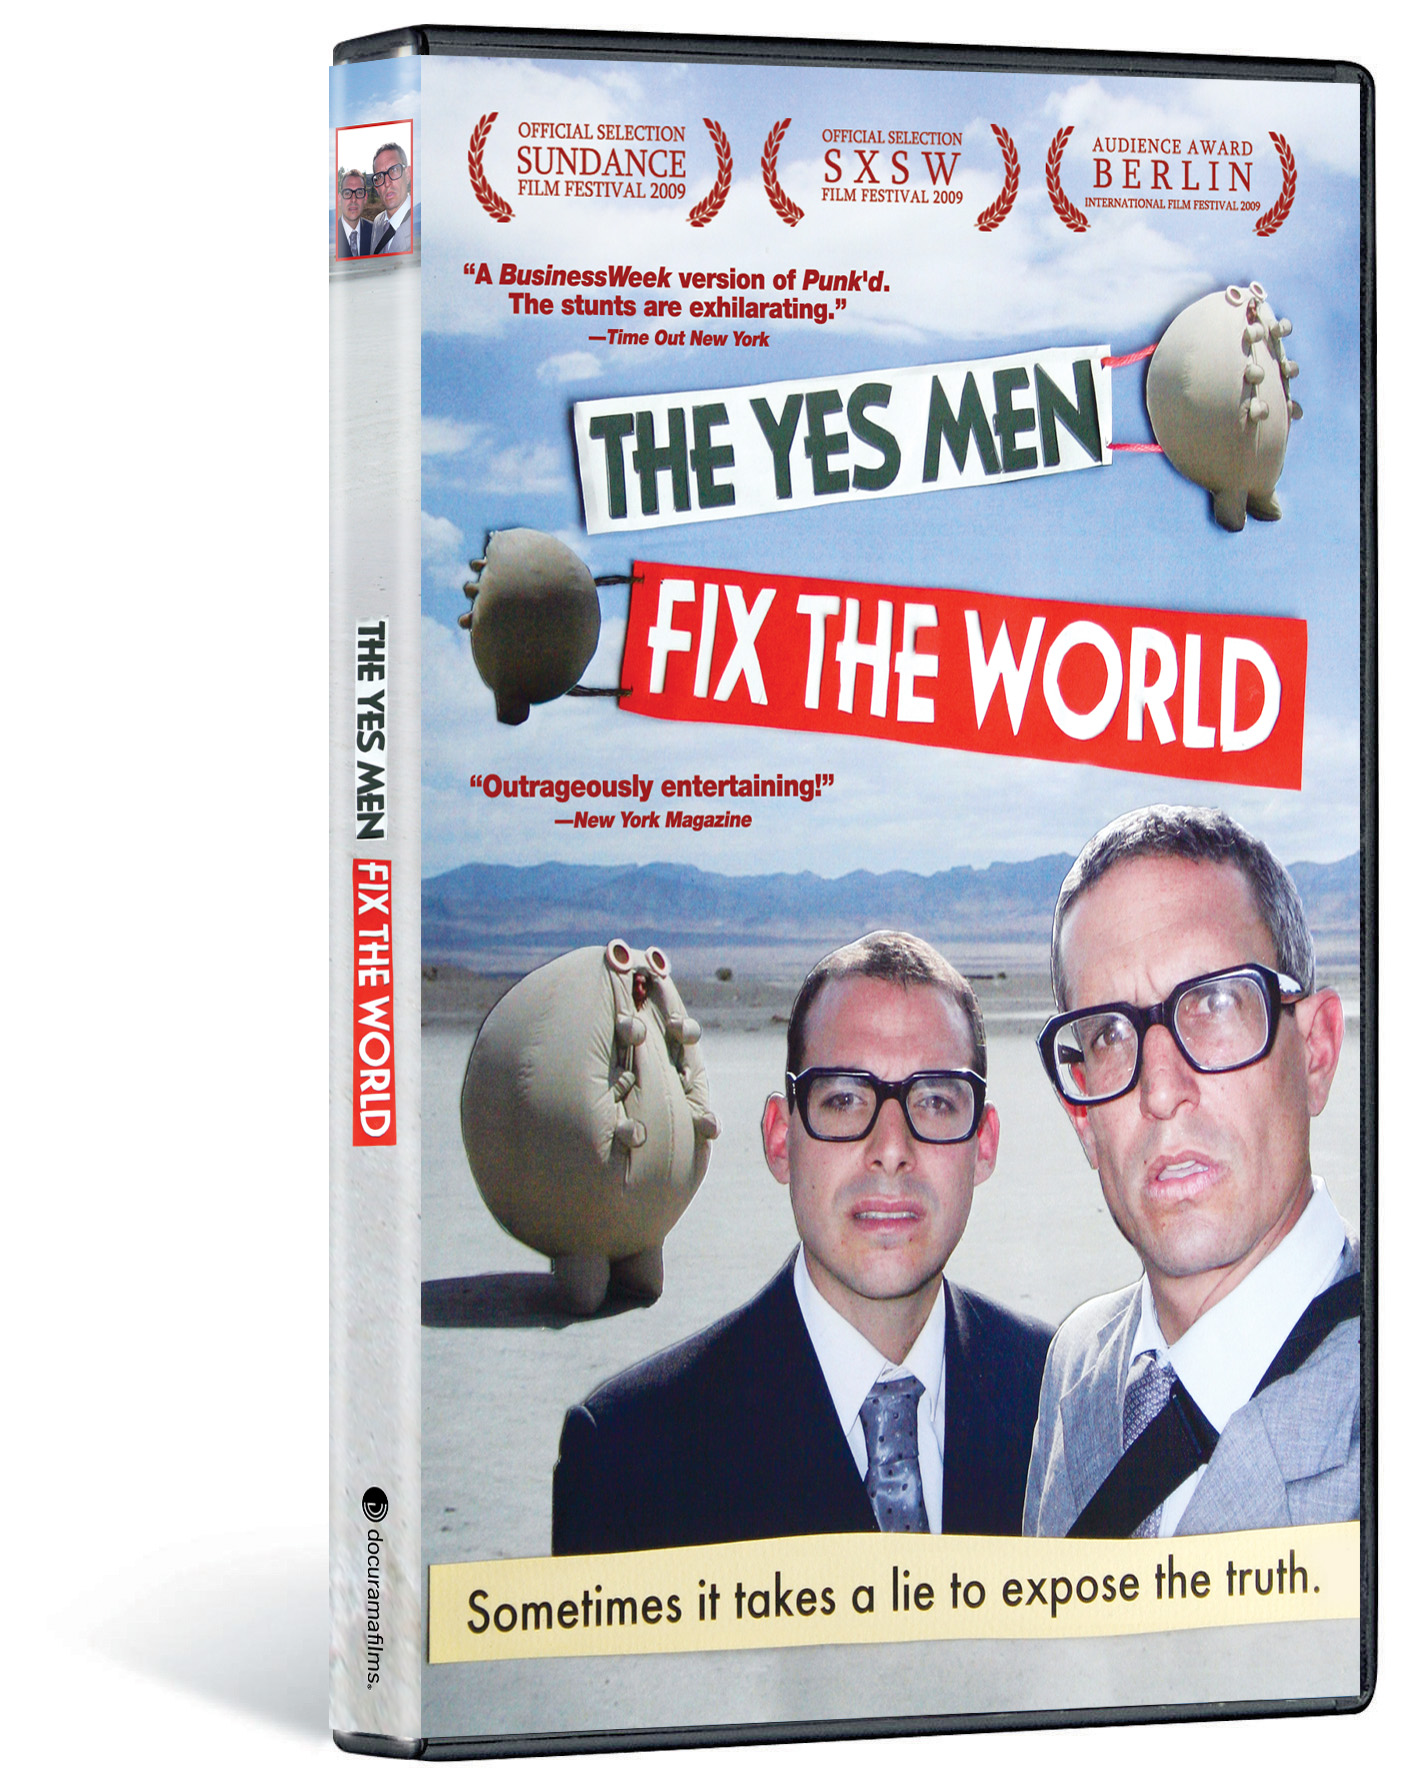 OFFICIAL SELECTION
SUNDANCE
FILM FESTIVAL 2009
OFFICIAL SELECTION
SXSW
FILM FESTIVAL 2009
AUDIENCE AWARD
BERLIN
INTERNATIONAL FILM FESTIVAL 2009
“A BusinessWeek version of Punk'd.
The stunts are exhilarating.”
—Time Out New York
THE YES MEN
FIX THE WORLD
“Outrageously entertaining!”
—New York Magazine
Sometimes it takes a lie to expose the truth.
THE YES MEN
FIX THE WORLD
docuramafilms®